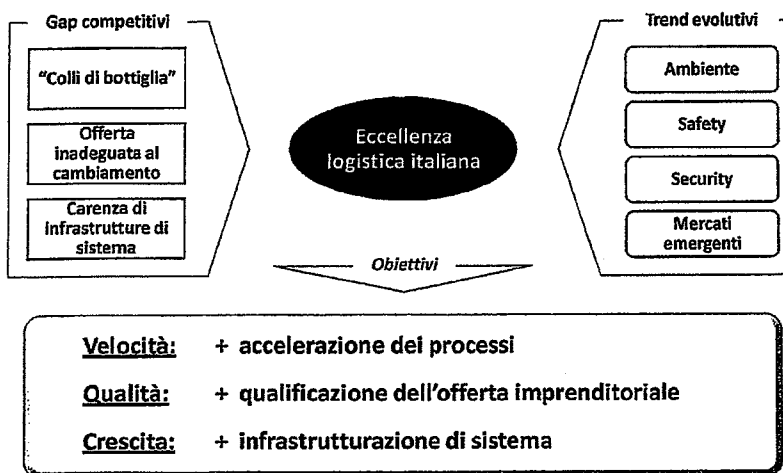 Gap competitivi
"Colli di bottiglia"
Offerta
inadeguata al
cambiamento
Carenza di
infrastrutture di
sistema
Eccellenza
logistica italiana
Trend evolutivi
Ambiente
Safety
Security
Mercati
emergenti
Obiettivi
Velocità: + accelerazione dei processi
Qualità: + qualificazione dell'offerta imprenditoriale
Crescita: + infrastrutturazione di sistema